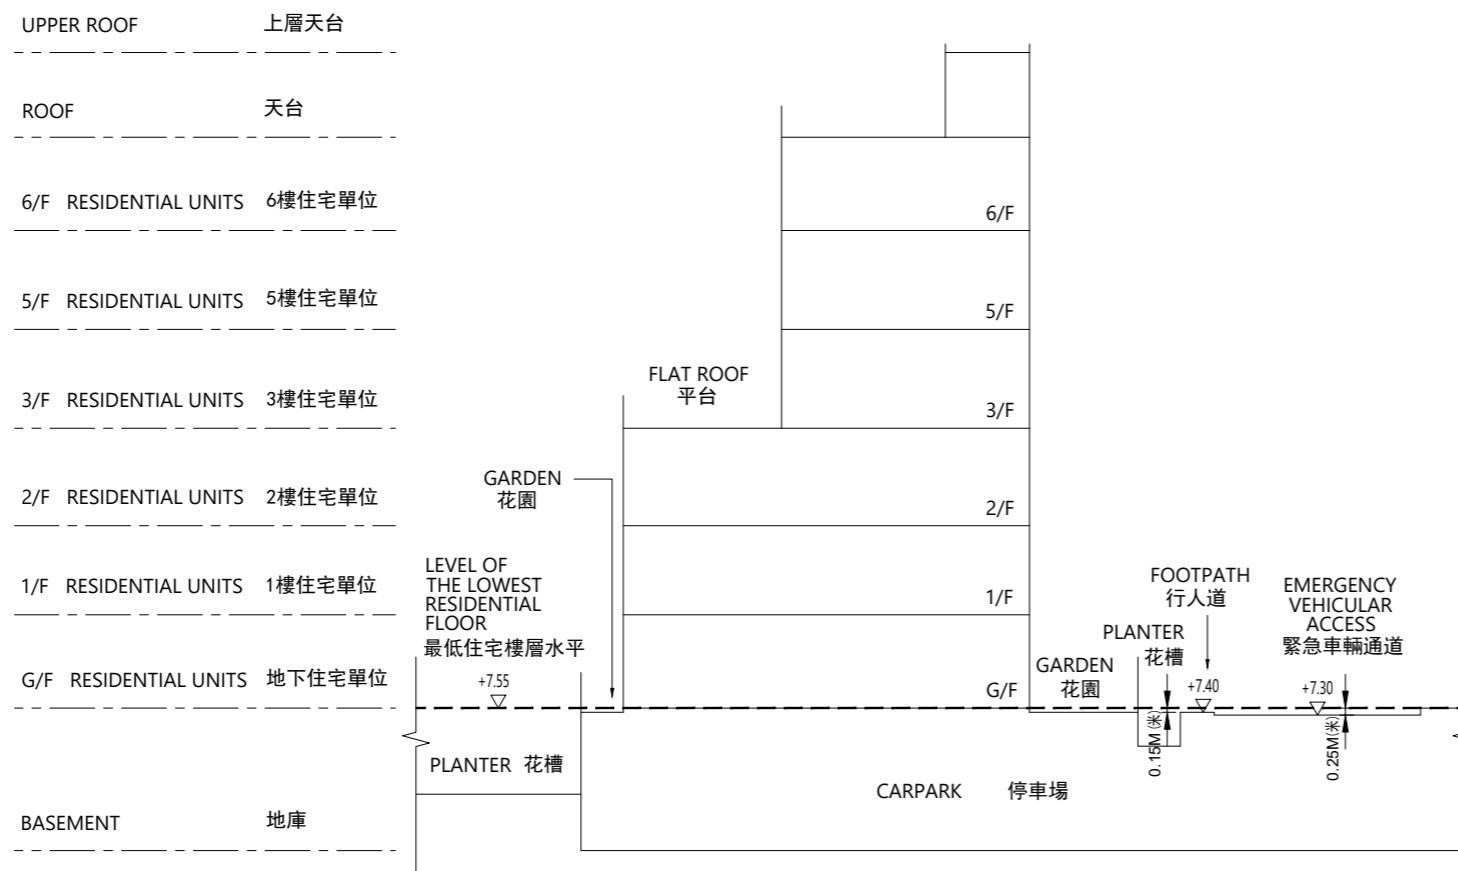 UPPER ROOF 上層天台
ROOF 天台
6/F RESIDENTIAL UNITS 6樓住宅單位
5/F RESIDENTIAL UNITS 5樓住宅單位
3/F RESIDENTIAL UNITS 3樓住宅單位
2/F RESIDENTIAL UNITS 2樓住宅單位
1/F RESIDENTIAL UNITS 1樓住宅單位
G/F RESIDENTIAL UNITS 地下住宅單位
BASEMENT 地庫
6/F
5/F
FLAT ROOF
平台
3/F
GARDEN
花園
2/F
LEVEL OF
THE LOWEST
RESIDENTIAL
FLOOR
最低住宅樓層水平
+7.55
1/F
G/F
GARDEN
花園
PLANTER
花槽
FOOTPATH
行人道
+7.40
EMERGENCY
VEHICULAR
ACCESS
緊急車輛通道
+7.30
0.15M (米)
0.25M(米)
PLANTER 花槽
CARPARK 停車場